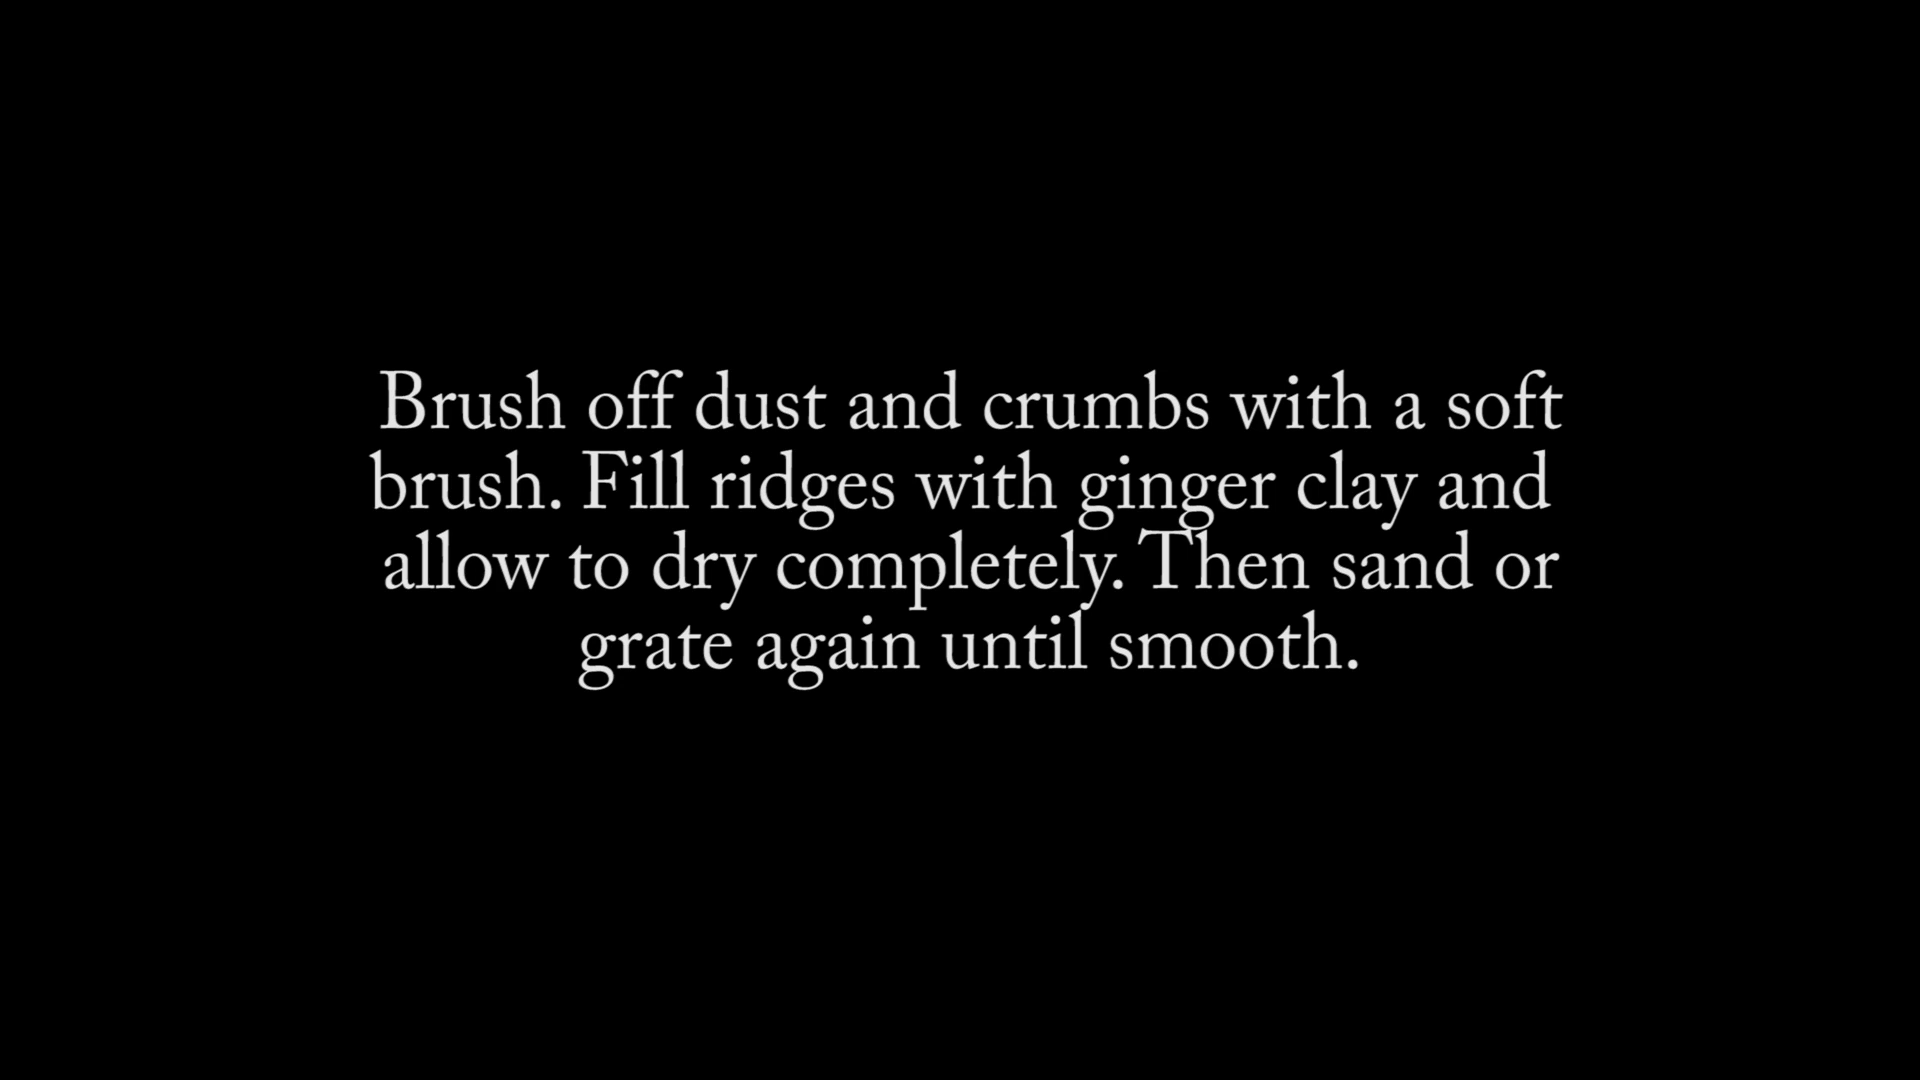 Brush off dust and crumbs with a soft
brush. Fill ridges with ginger clay and
allow to dry completely. Then sand or
grate again until smooth.